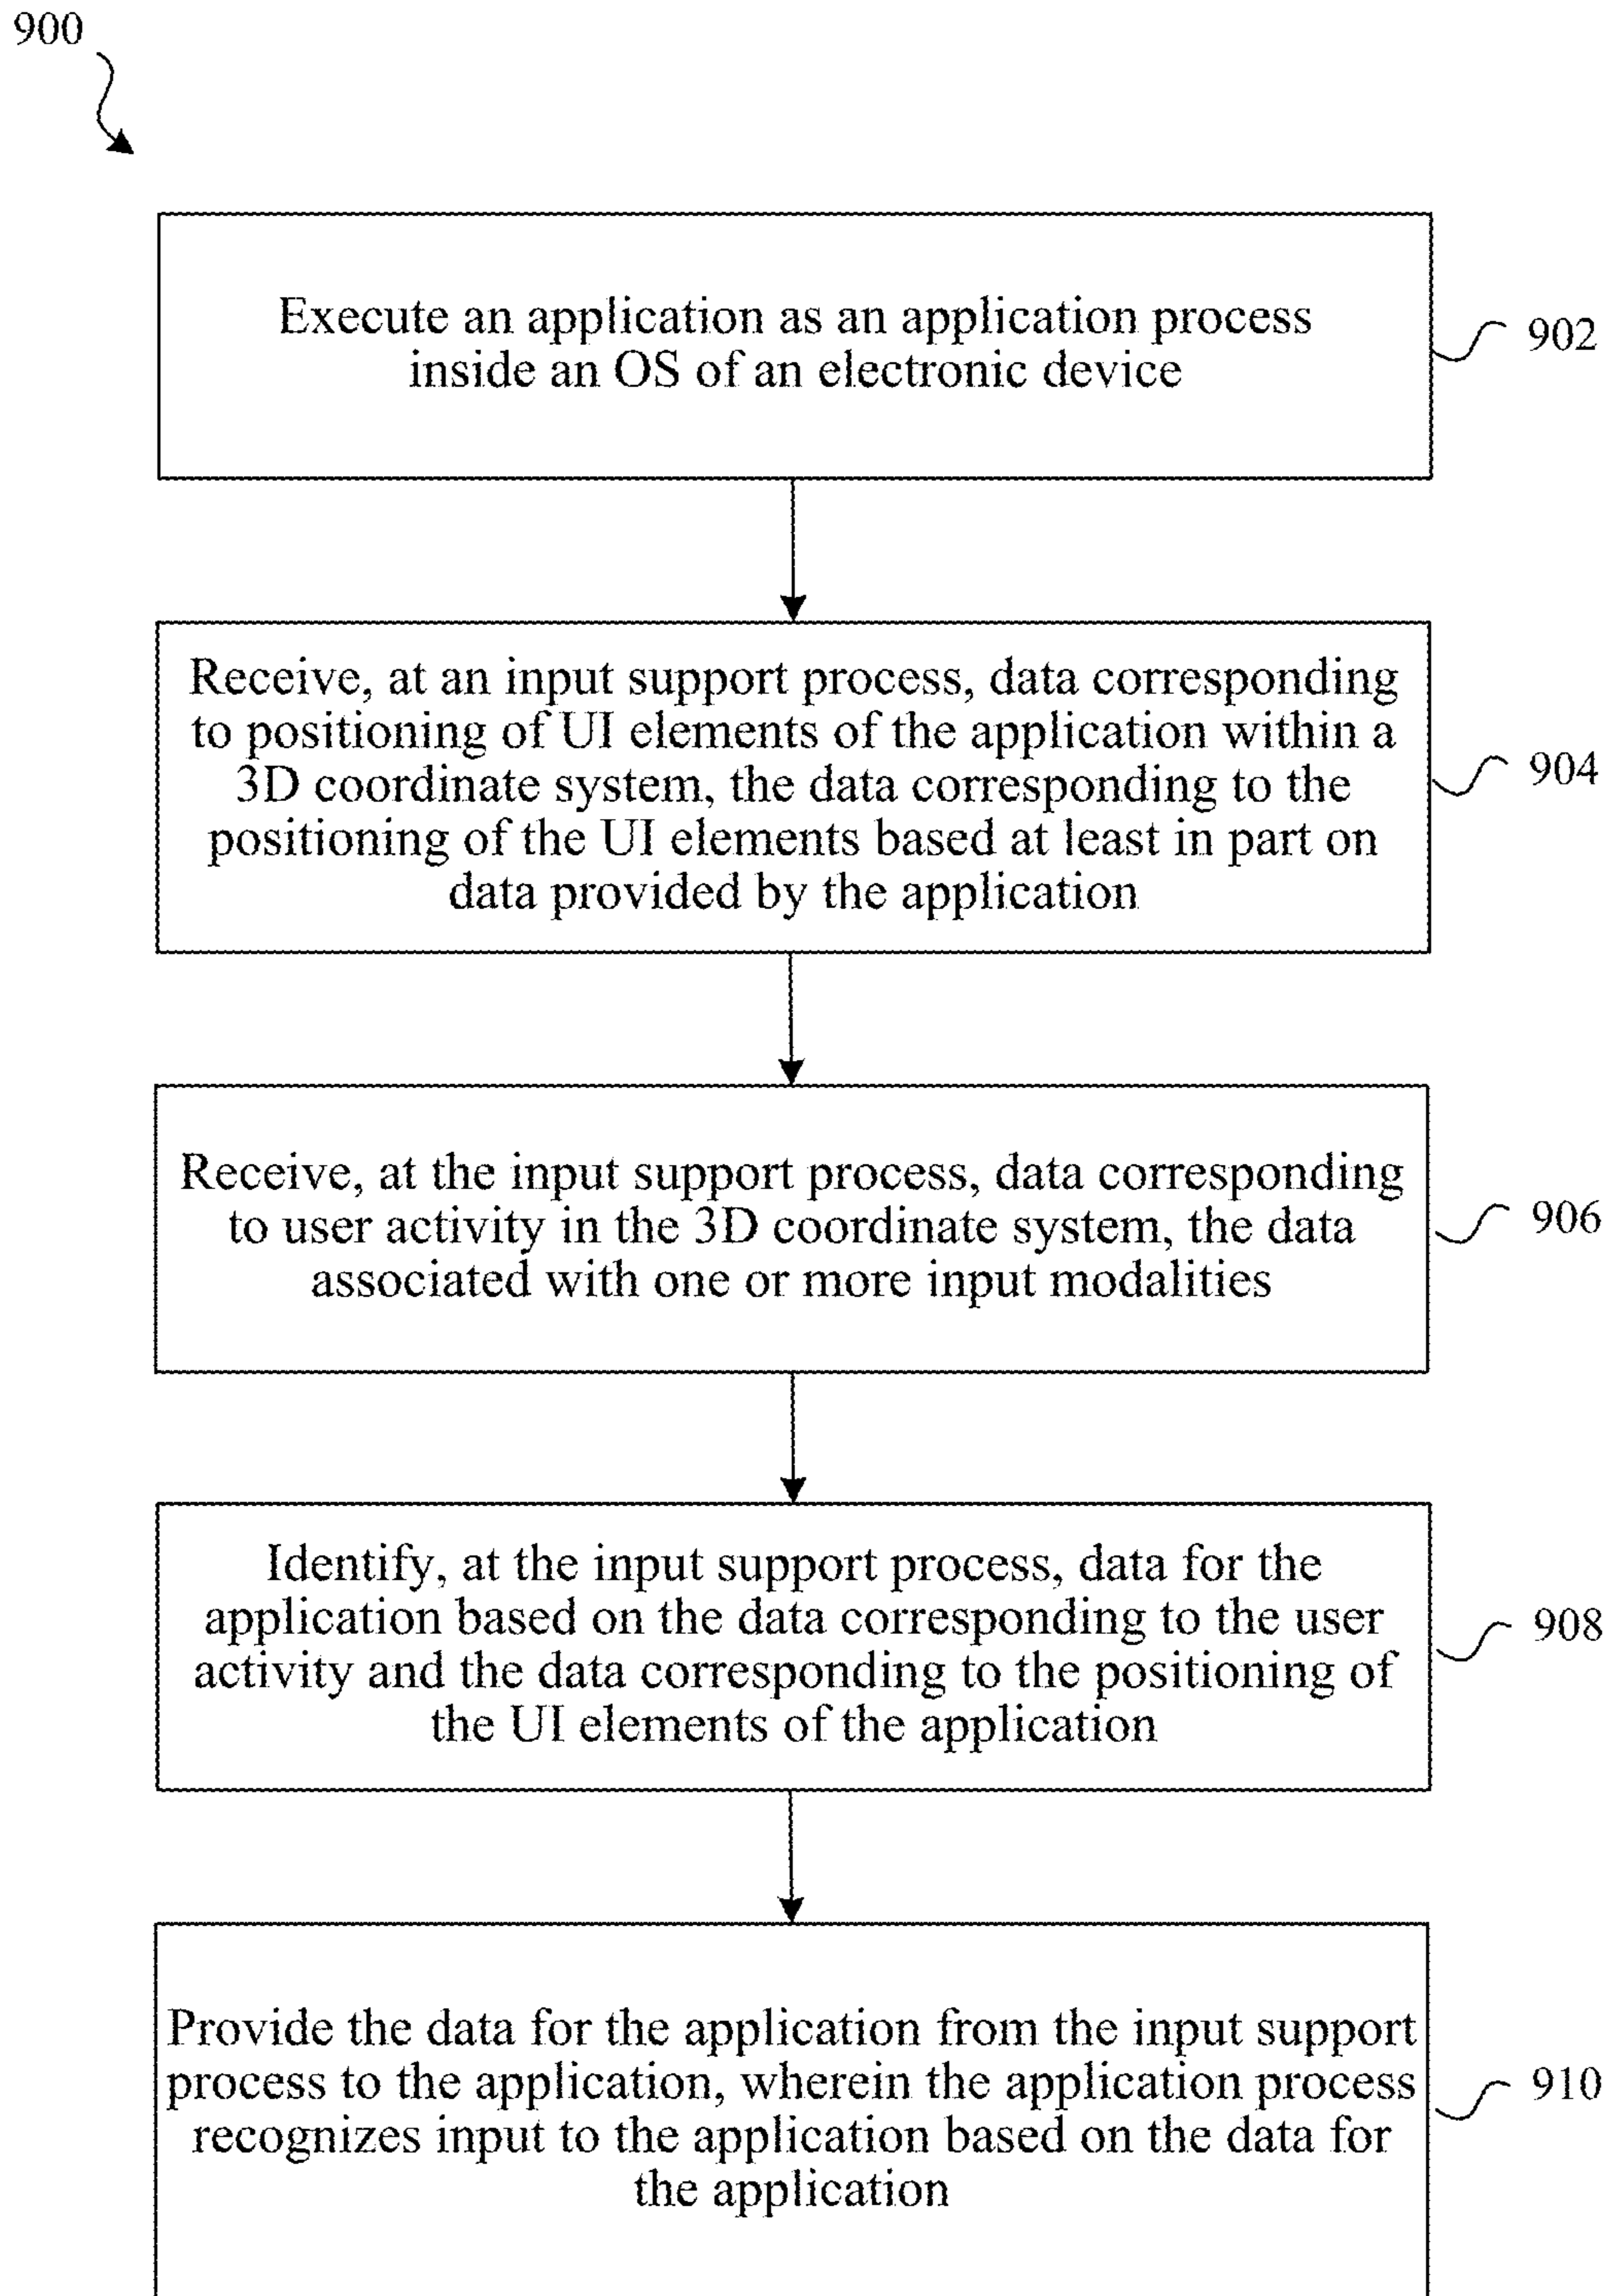 900
Execute an application as an application process
inside an OS of an electronic device
902
Receive, at an input support process, data corresponding
to positioning of UI elements of the application within a
3D coordinate system, the data corresponding to the
positioning of the UI elements based at least in part on
data provided by the application
904
Receive, at the input support process, data corresponding
to user activity in the 3D coordinate system, the data
associated with one or more input modalities
906
Identify, at the input support process, data for the
application based on the data corresponding to the user
activity and the data corresponding to the positioning of
the UI elements of the application
908
Provide the data for the application from the input support
process to the application, wherein the application process
recognizes input to the application based on the data for
the application
910